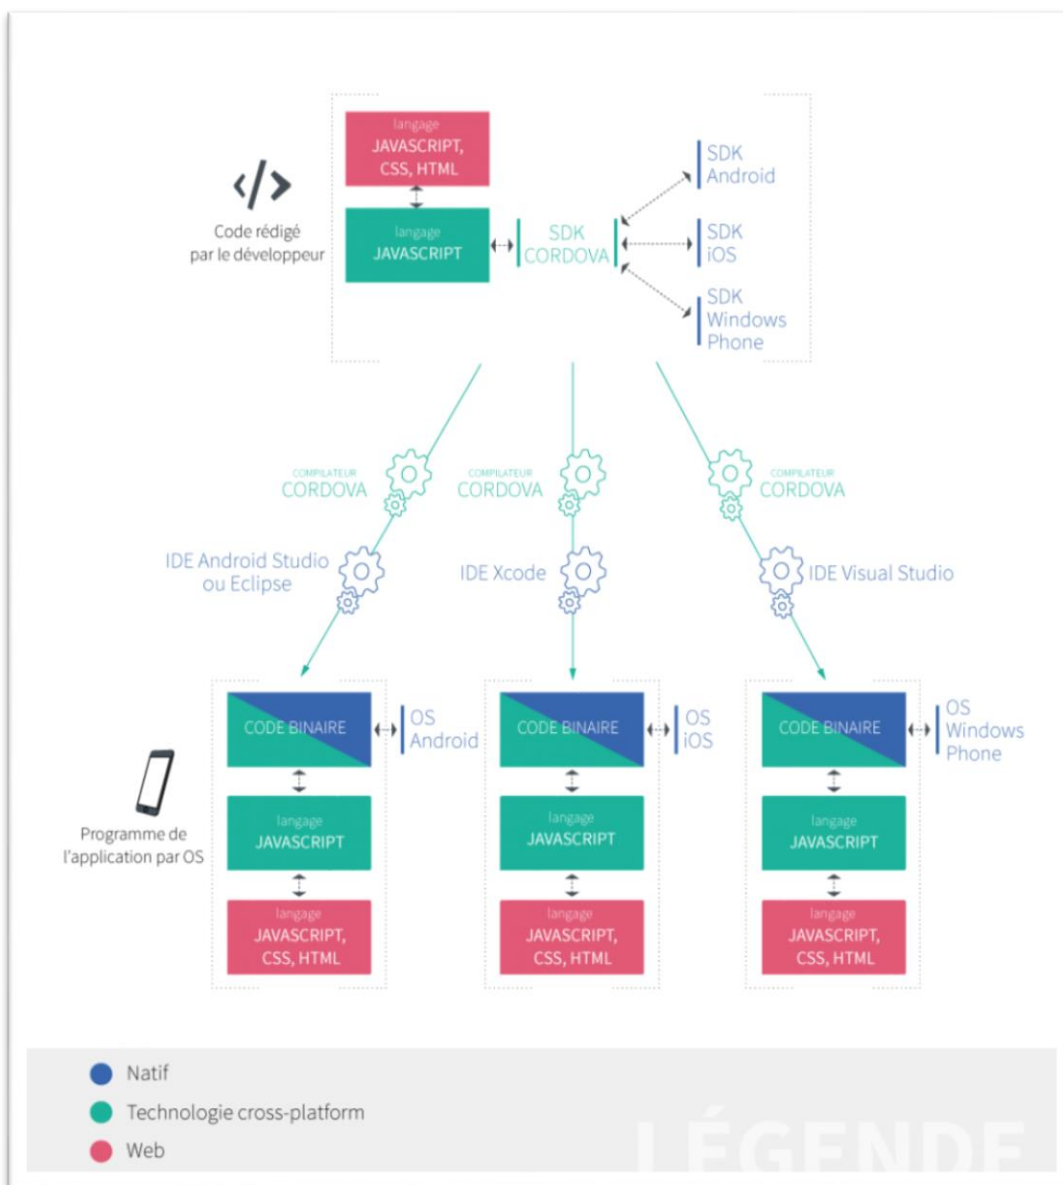 langage
JAVASCRIPT,
CSS, HTML
Code rédigé
par le développeur
langage
JAVASCRIPT
SDK
CORDOVA
SDK
Android
SDK
iOS
SDK
Windows
Phone
COMPILATEUR
CORDOVA
COMPILATEUR
CORDOVA
COMPILATEUR
CORDOVA
IDE Android Studio
ou Eclipse
IDE Xcode
IDE Visual Studio
CODE BINAIRE
OS
Android
CODE BINAIRE
OS
iOS
CODE BINAIRE
OS
Windows
Phone
Programme de
l'application par OS
langage
JAVASCRIPT
langage
JAVASCRIPT
langage
JAVASCRIPT
langage
JAVASCRIPT,
CSS, HTML
langage
JAVASCRIPT,
CSS, HTML
langage
JAVASCRIPT,
CSS, HTML
Natif
Technologie cross-platform
Web
LÉGENDE